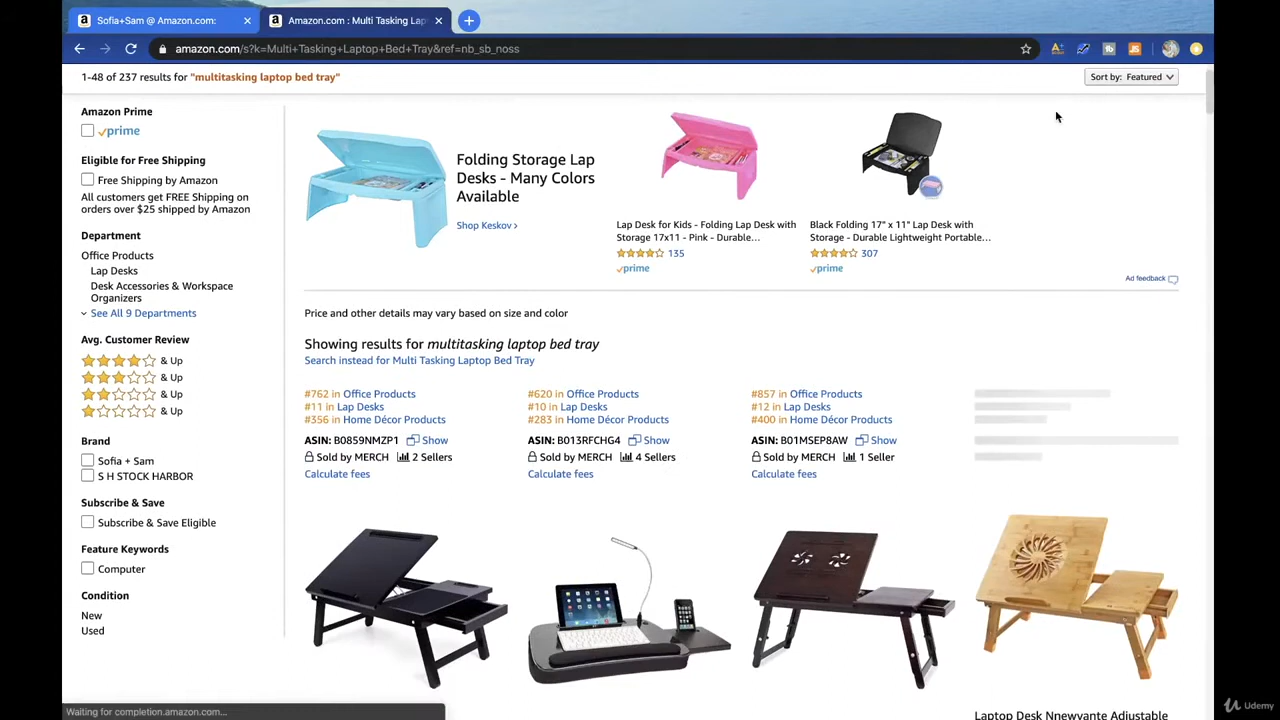 Sofia+Sam @ Amazon.com:
Amazon.com : Multi Tasking Lap
amazon.com/s?k=Multi+Tasking+Laptop+Bed+Tray&ref=nb_sb_noss
1-48 of 237 results for "multitasking laptop bed tray"
Sort by: Featured
Amazon Prime
prime
Eligible for Free Shipping
Free Shipping by Amazon
All customers get FREE Shipping on
orders over $25 shipped by Amazon
Department
Office Products
Lap Desks
Desk Accessories & Workspace
Organizers
See All 9 Departments
Avg. Customer Review
& Up
& Up
& Up
& Up
Brand
Sofia + Sam
S H STOCK HARBOR
Subscribe & Save
Subscribe & Save Eligible
Feature Keywords
Computer
Condition
New
Used
Folding Storage Lap
Desks - Many Colors
Available
Shop Keskov ›
Lap Desk for Kids - Folding Lap Desk with
Storage 17x11 - Pink - Durable...
135
prime
Black Folding 17" x 11" Lap Desk with
Storage - Durable Lightweight Portable...
307
prime
Ad feedback
Price and other details may vary based on size and color
Showing results for multitasking laptop bed tray
Search instead for Multi Tasking Laptop Bed Tray
#762 in Office Products
#11 in Lap Desks
#356 in Home Décor Products
ASIN: B0859NMZP1 Show
Sold by MERCH 2 Sellers
Calculate fees
#620 in Office Products
#10 in Lap Desks
#283 in Home Décor Products
ASIN: B013RFCHG4 Show
Sold by MERCH 4 Sellers
Calculate fees
#857 in Office Products
#12 in Lap Desks
#400 in Home Décor Products
ASIN: B01MSEP8AW Show
Sold by MERCH 1 Seller
Calculate fees
Laptop Desk Nnewvante Adjustable
Waiting for completion.amazon.com...
Udemy